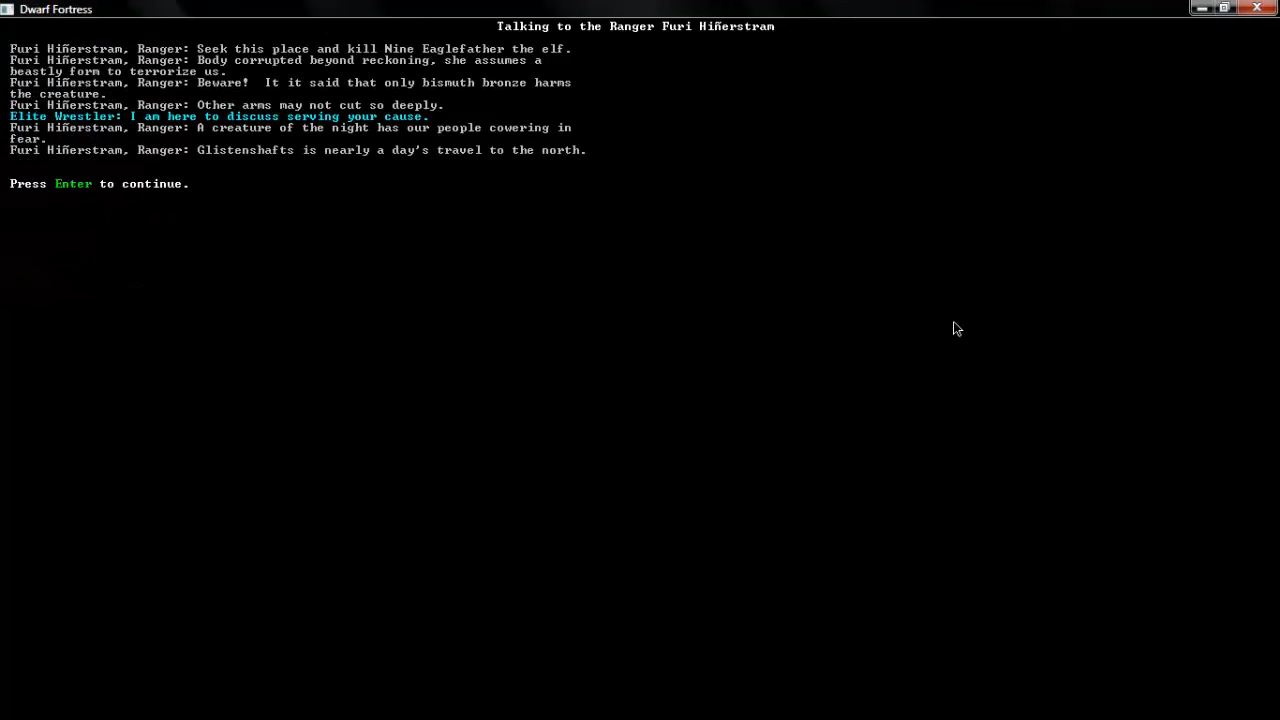 Dwarf Fortress
Talking to the Ranger Furi Hiñerstram
Furi Hiñerstram, Ranger: Seek this place and kill Nine Eaglefather the elf.
Furi Hiñerstram, Ranger: Body corrupted beyond reckoning, she assumes a
beastly form to terrorize us.
Furi Hiñerstram, Ranger: Beware!  It it said that only bismuth bronze harms
the creature.
Furi Hiñerstram, Ranger: Other arms may not cut so deeply.
Elite Wrestler: I am here to discuss serving your cause.
Furi Hiñerstram, Ranger: A creature of the night has our people cowering in
fear.
Furi Hiñerstram, Ranger: Glistenshafts is nearly a day's travel to the north.
Press Enter to continue.